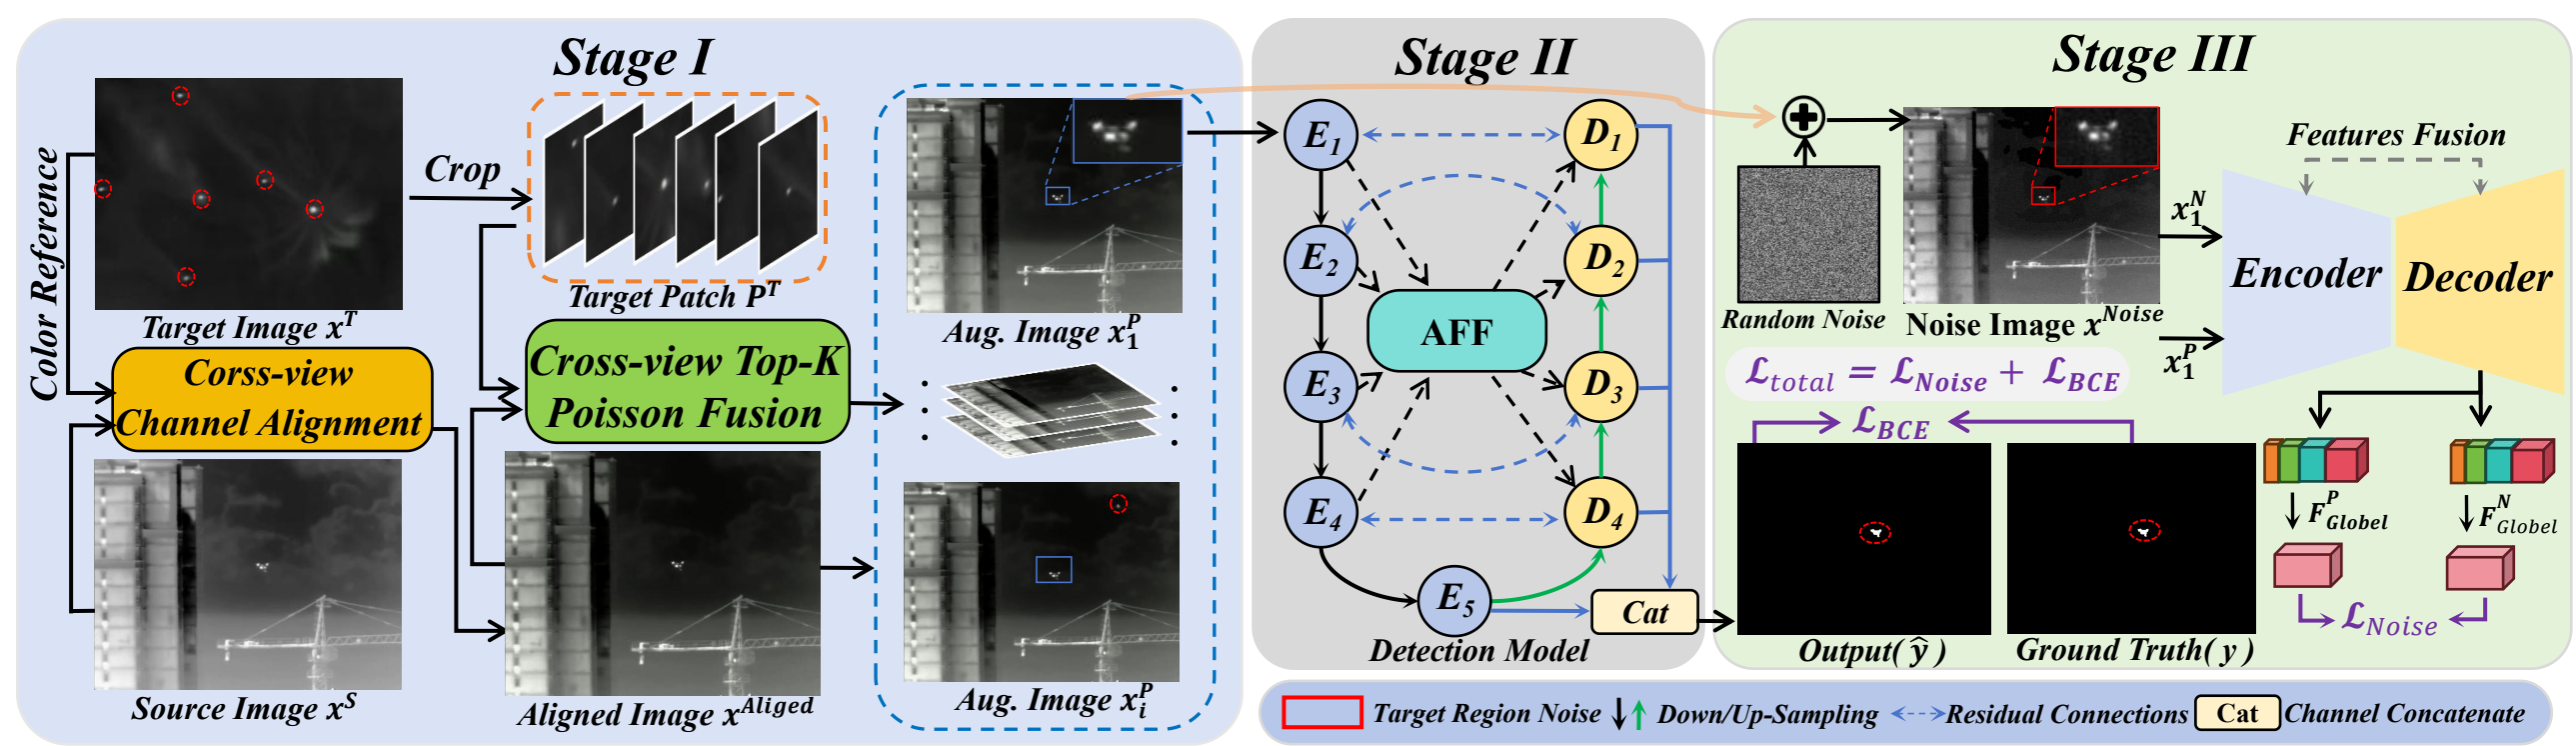 Stage I
Color Reference
Crop
Target Image x^T
Target Patch P^T
Corss-view
Channel Alignment
Cross-view Top-K
Poisson Fusion
Source Image x^S
Aligned Image x^Aliged
Aug. Image x_1^P
Aug. Image x_i^P
Stage II
E_1
E_2
E_3
E_4
E_5
AFF
D_1
D_2
D_3
D_4
Cat
Detection Model
Stage III
Random Noise
Noise Image x^Noise
Features Fusion
x_1^N
x_1^P
Encoder
Decoder
ℒ_total = ℒ_Noise + ℒ_BCE
ℒ_BCE
Output( ŷ )
Ground Truth( y )
F_Globel^P
F_Globel^N
ℒ_Noise
Target Region Noise
Down/Up-Sampling
Residual Connections
Cat
Channel Concatenate